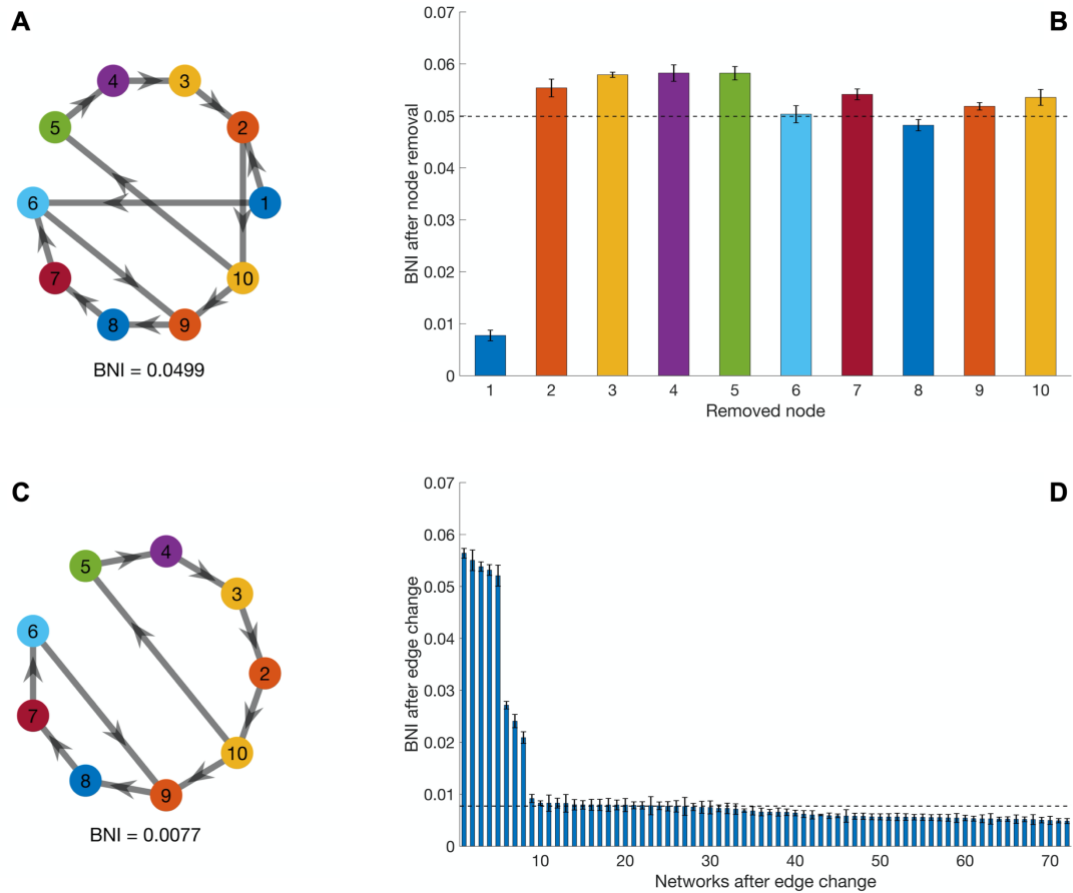 A
4
3
5
2
6
1
7
10
8
9
BNI = 0.0499
B
0.07
0.06
0.05
0.04
0.03
0.02
0.01
0
BNI after node removal
1 2 3 4 5 6 7 8 9 10
Removed node
C
4
5
3
6
2
7
10
8
9
BNI = 0.0077
D
0.07
0.06
0.05
0.04
0.03
0.02
0.01
0
BNI after edge change
10 20 30 40 50 60 70
Networks after edge change